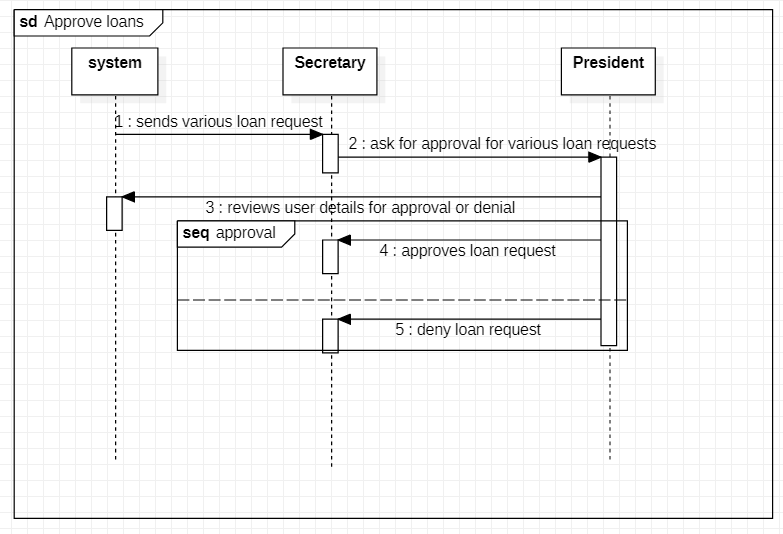 sd Approve loans
system
Secretary
President
1 : sends various loan request
2 : ask for approval for various loan requests
3 : reviews user details for approval or denial
seq approval
4 : approves loan request
5 : deny loan request